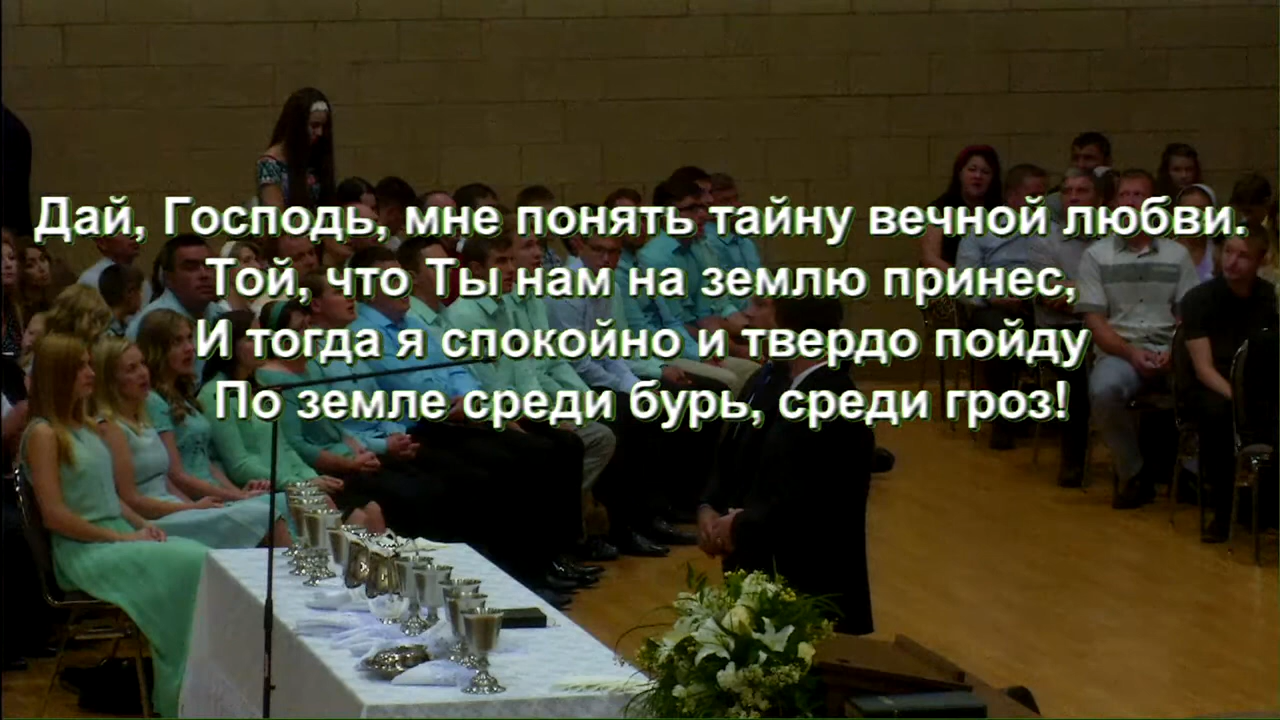 Дай, Господь, мне понять тайну вечной любви.
Той, что Ты нам на землю принес,
И тогда я спокойно и твердо пойду
По земле среди бурь, среди гроз!